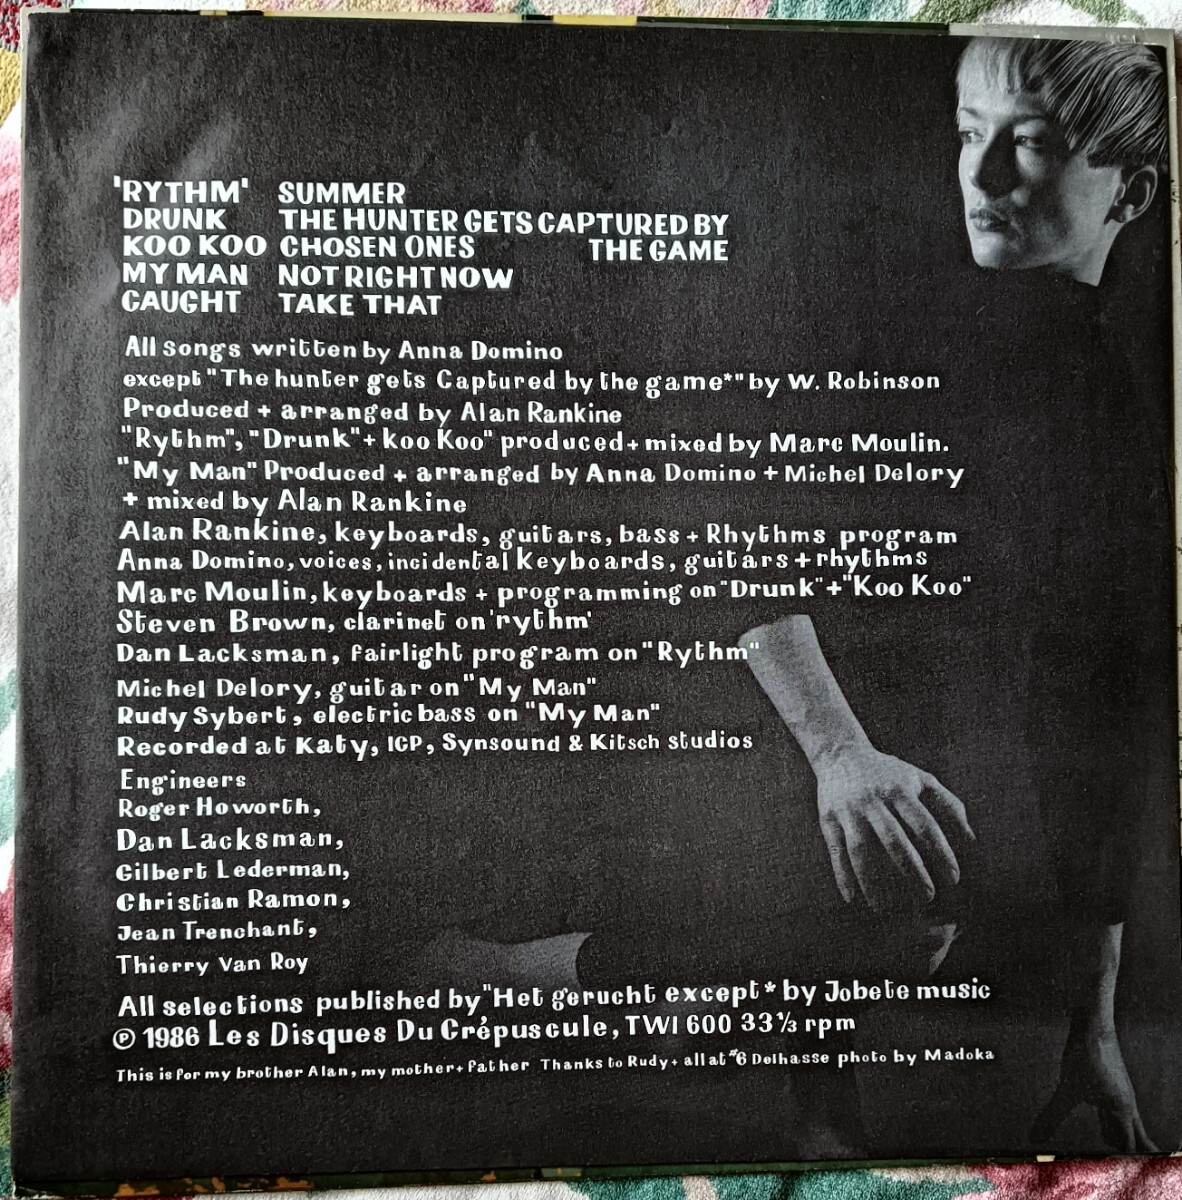 'RYTHM' SUMMER
DRUNK THE HUNTER GETS CAPTURED BY
KOO KOO CHOSEN ONES THE GAME
MY MAN NOT RIGHT NOW
CAUGHT TAKE THAT
All songs written by Anna Domino
except "The hunter gets Captured by the game*" by W. Robinson
Produced + arranged by Alan Rankine
"Rythm", "Drunk" + koo Koo" produced + mixed by Marc Moulin.
"My Man" Produced + arranged by Anna Domino + Michel Delory
+ mixed by Alan Rankine
Alan Rankine, keyboards, guitars, bass + Rhythms program
Anna Domino, voices, incidental keyboards, guitars + rhythms
Marc Moulin, keyboards + programming on "Drunk" + "Koo Koo"
Steven Brown, clarinet on 'rythm'
Dan Lacksman, fairlight program on "Rythm"
Michel Delory, guitar on "My Man"
Rudy Sybert, electric bass on "My Man"
Recorded at Katy, ICP, Synsound & Kitsch studios
Engineers
Roger Howorth,
Dan Lacksman,
Gilbert Lederman,
Christian Ramon,
Jean Trenchant,
Thierry Van Roy
All selections published by "Het gerucht except* by Jobete music
℗ 1986 Les Disques Du Crépuscule, TWI 600 33⅓ rpm
This is for my brother Alan, my mother + father Thanks to Rudy + all at #6 Delhasse photo by Madoka